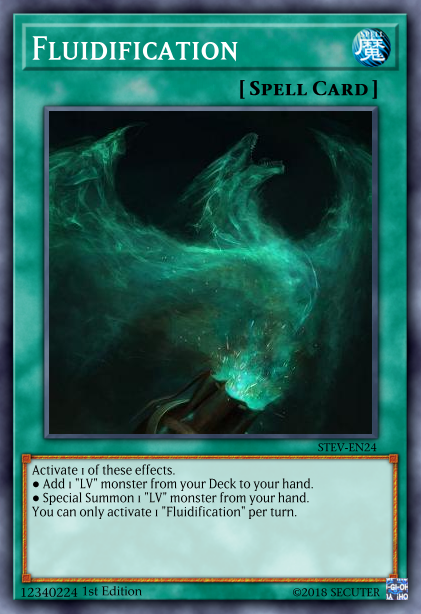 Fluidification
魔
[Spell Card]
STEV-EN24
Activate 1 of these effects.
● Add 1 "LV" monster from your Deck to your hand.
● Special Summon 1 "LV" monster from your hand.
You can only activate 1 "Fluidification" per turn.
12340224 1st Edition ©2018 SECUTER